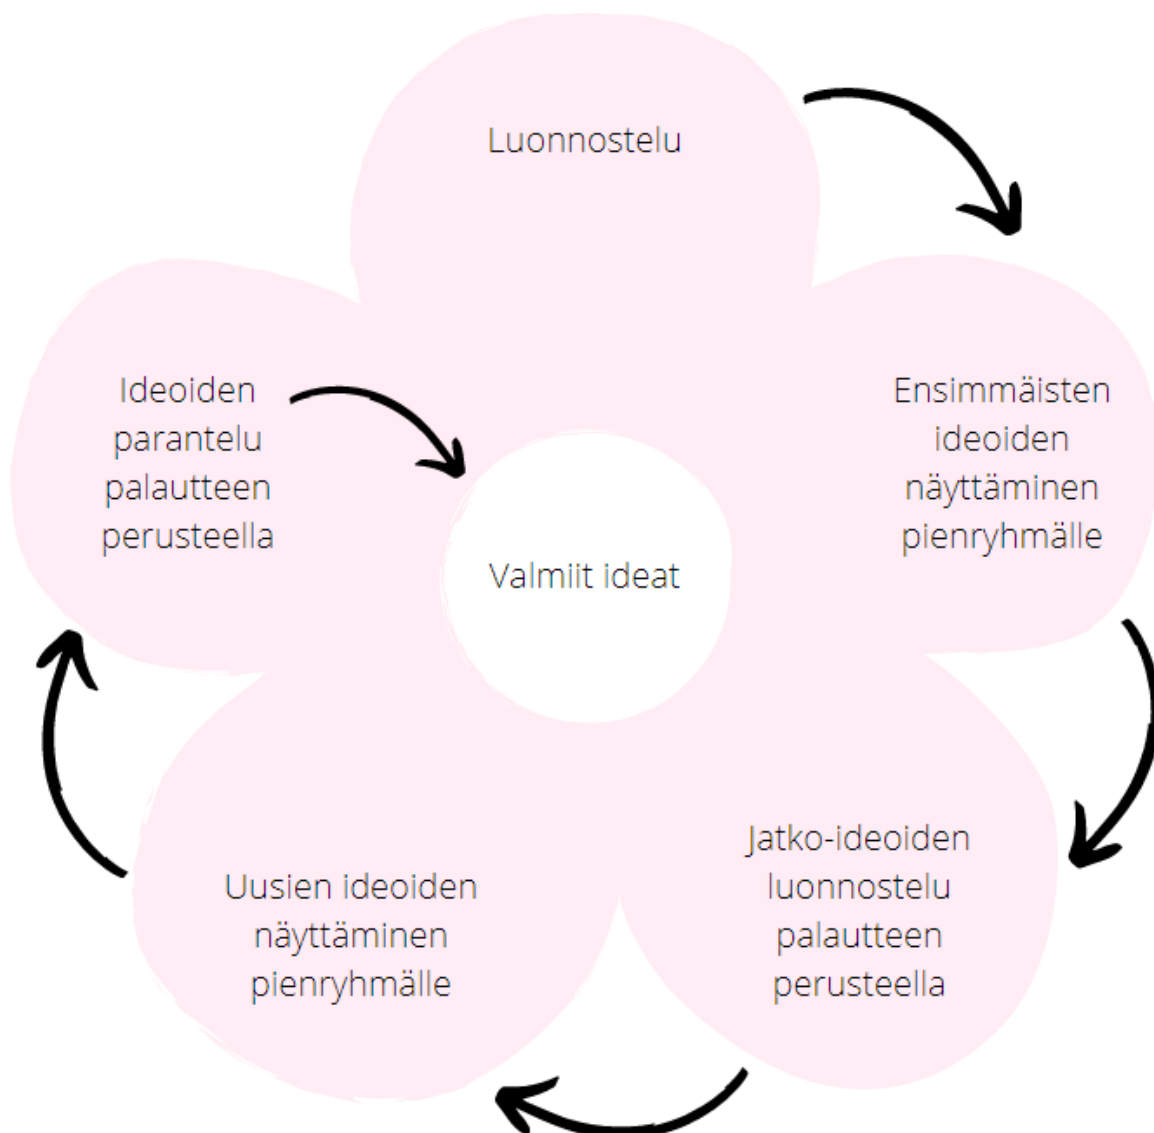 Luonnostelu
Ensimmäisten
ideoiden
näyttäminen
pienryhmälle
Jatko-ideoiden
luonnostelu
palautteen
perusteella
Uusien ideoiden
näyttäminen
pienryhmälle
Ideoiden
parantelu
palautteen
perusteella
Valmiit ideat